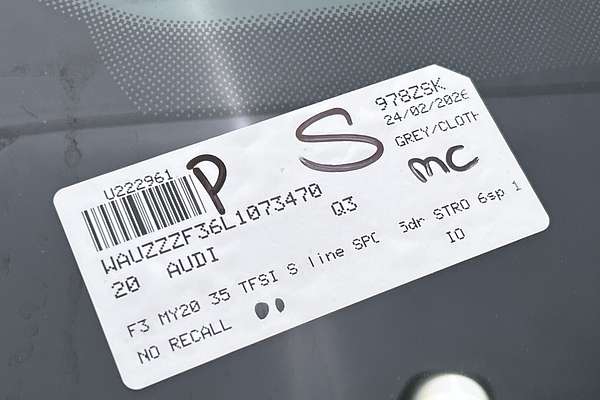 978ZSK
24/02/2026
U222961
P
S
GREY/CLOTH
mc
WAUZZZF36L1073470
20 AUDI Q3
F3 MY20 35 TFSI S line SPC 5dr STRO 6sp 1
NO RECALL IO